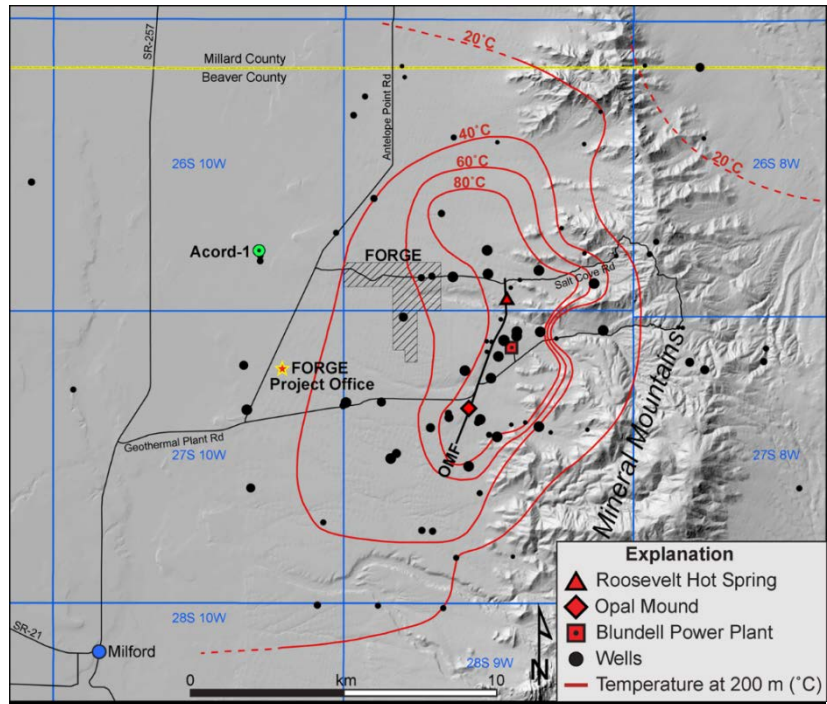 SR-257
Millard County
Beaver County
Antelope Point Rd
20˚C
20˚C
40˚C
60˚C
80˚C
26S 10W
26S 8W
Acord-1
FORGE
Salt Cove Rd
FORGE
Project Office
Geothermal Plant Rd
OMF
Mineral Mountains
27S 10W
27S 8W
28S 10W
28S 9W
SR-21
Milford
N
0 km 10
Explanation
Roosevelt Hot Spring
Opal Mound
Blundell Power Plant
Wells
Temperature at 200 m (˚C)